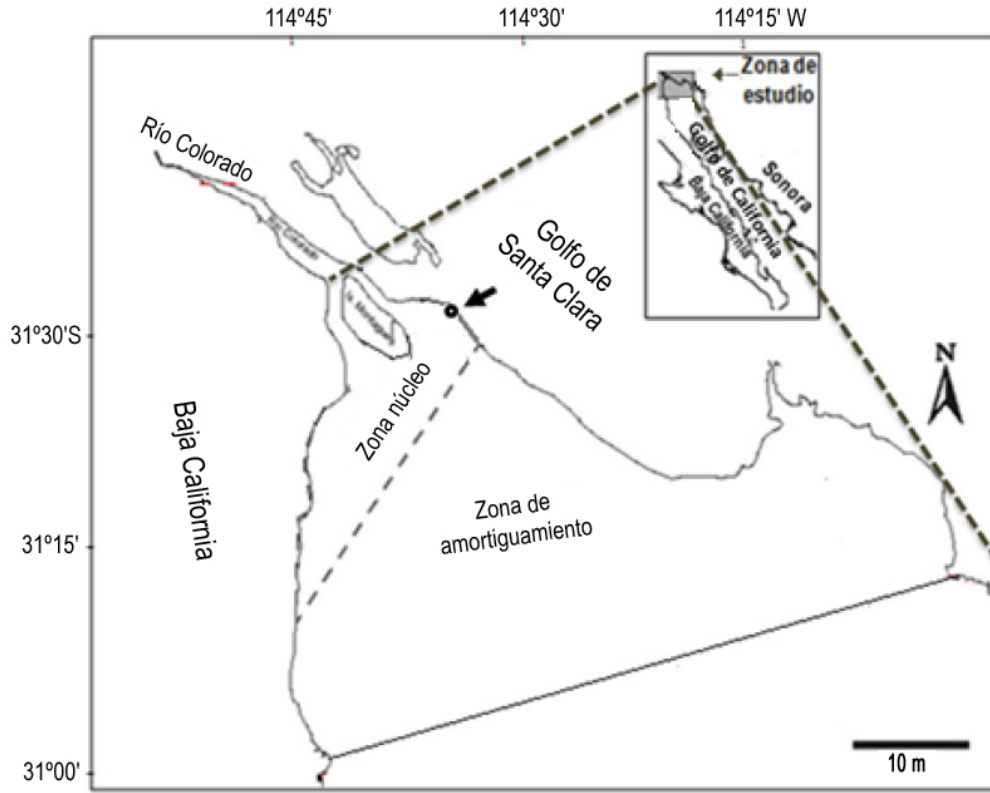 114º45'
114º30'
114º15' W
Zona de
estudio
Río Colorado
Golfo de California
Sonora
Baja California
Golfo de
Santa Clara
31º30'S
N
Zona núcleo
Baja California
Zona de
amortiguamiento
31º15'
31º00'
10 m